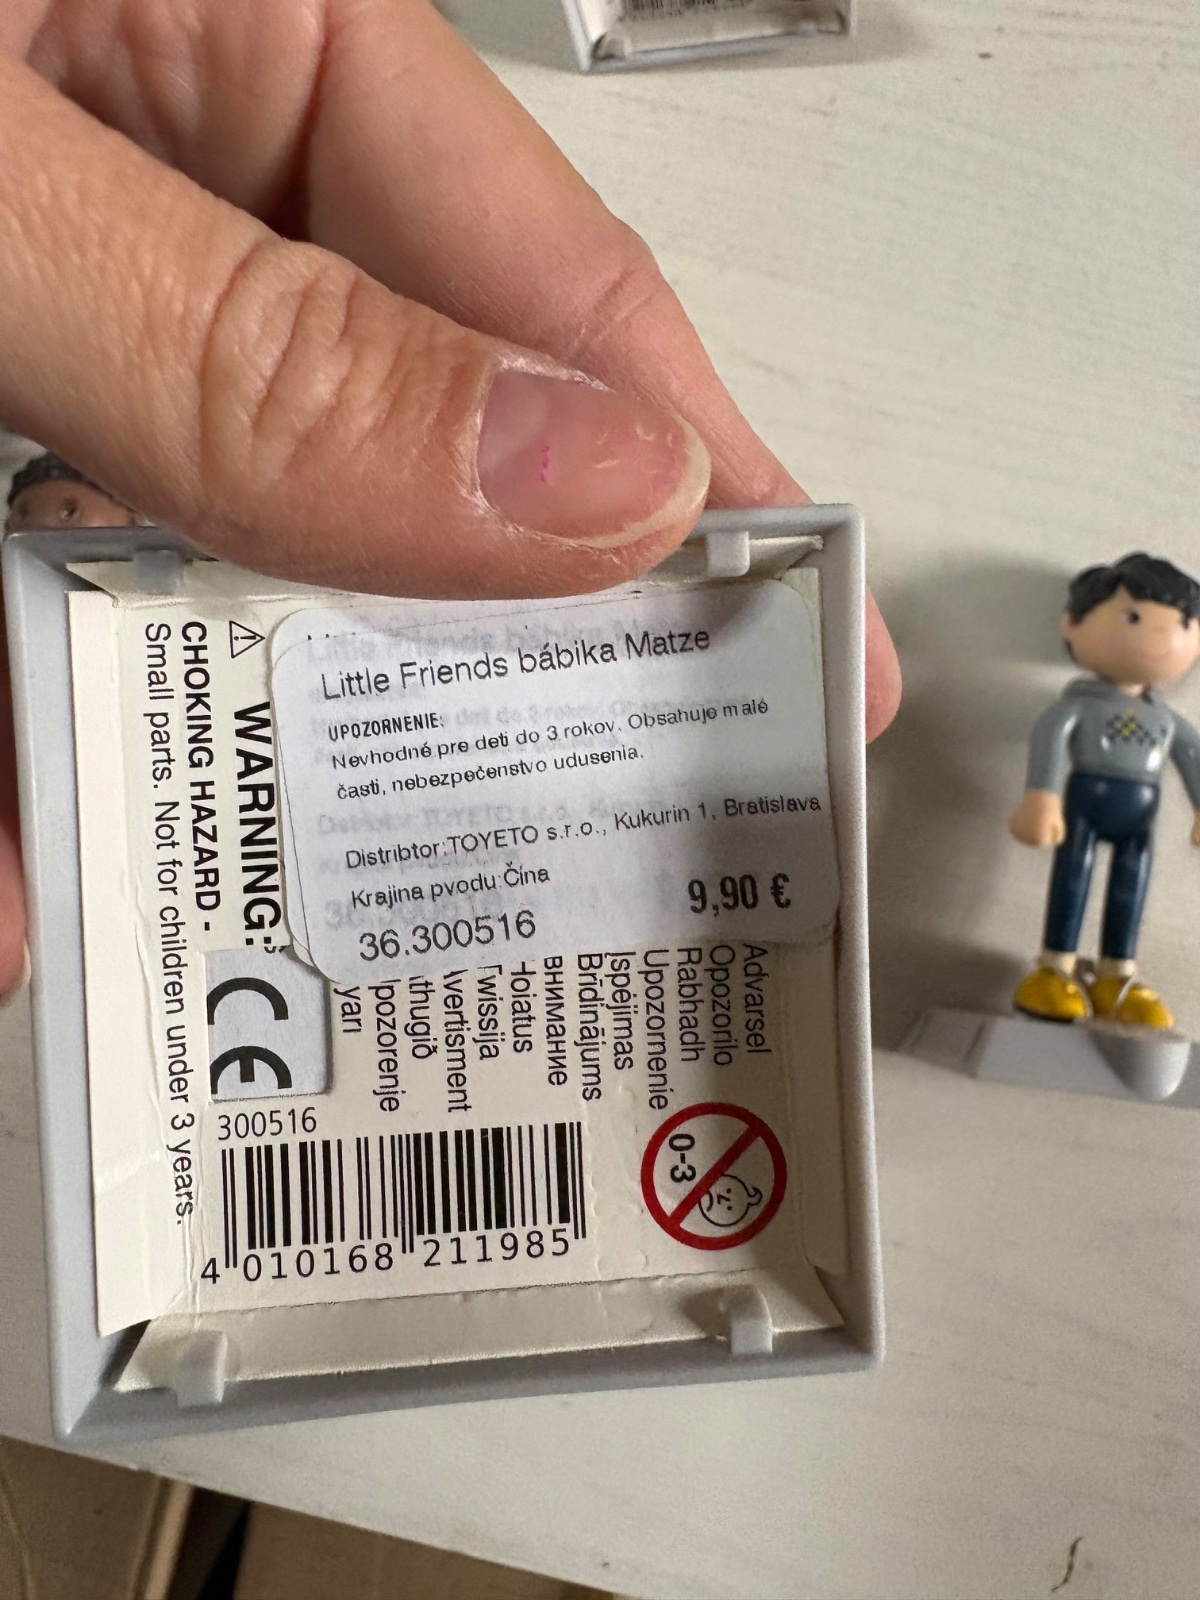 Little Friends bábika Matze
UPOZORNENIE:
Nevhodné pre deti do 3 rokov. Obsahuje malé
časti, nebezpečenstvo udusenia.
Distribtor:TOYETO s.r.o., Kukurin 1, Bratislava
Krajina pvodu:Čína
9,90 €
36.300516
WARNING:
CHOKING HAZARD -
Small parts. Not for children under 3 years.
CE
Advarsel
Opozorilo
Rabhadh
Upozornenie
Įspėjimas
Brīdinājums
внимание
Hoiatus
Twissija
Avertisment
300516
4 010168 211985
0-3